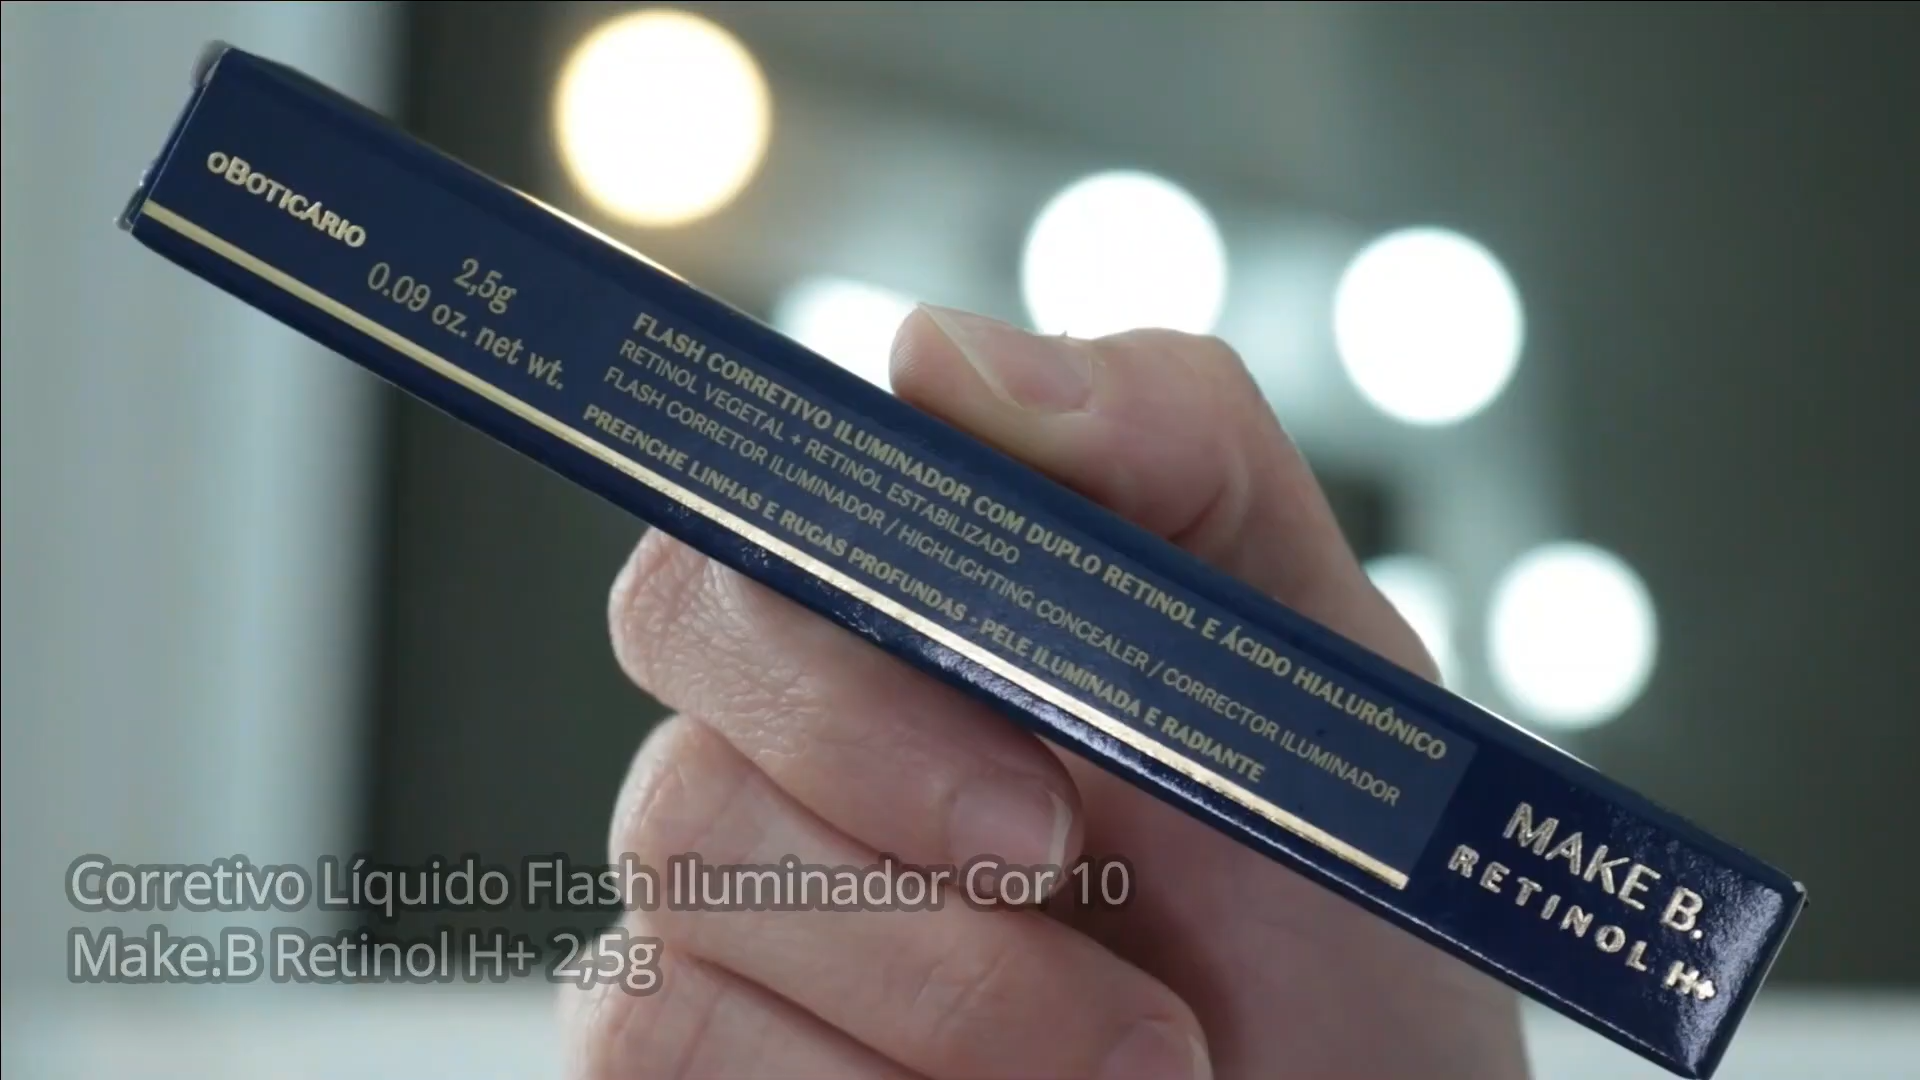 oBOTICÁRIO
2,5g
0.09 oz. net wt.
FLASH CORRETIVO ILUMINADOR COM DUPLO RETINOL E ÁCIDO HIALURÔNICO
RETINOL VEGETAL + RETINOL ESTABILIZADO
FLASH CORRETOR ILUMINADOR / HIGHLIGHTING CONCEALER / CORRECTOR ILUMINADOR
PREENCHE LINHAS E RUGAS PROFUNDAS - PELE ILUMINADA E RADIANTE
MAKE B.
RETINOL H+
Corretivo Líquido Flash Iluminador Cor 10
Make.B Retinol H+ 2,5g